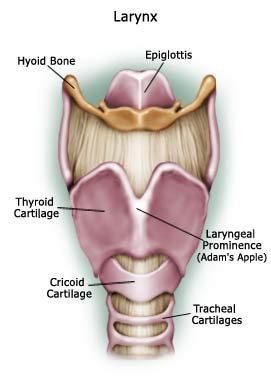 Larynx
Epiglottis
Hyoid Bone
Thyroid
Cartilage
Laryngeal
Prominence
(Adam's Apple)
Cricoid
Cartilage
Tracheal
Cartilages